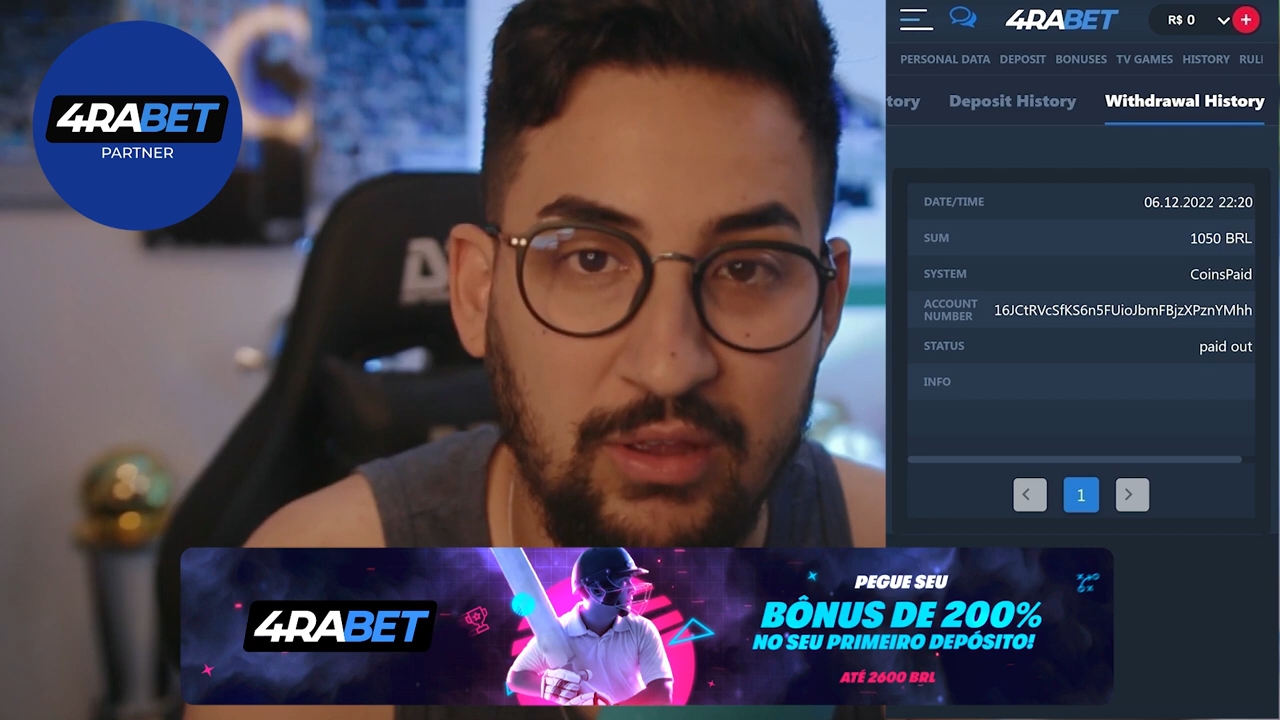 4RABET
PARTNER
4RABET
R$ 0
PERSONAL DATA DEPOSIT BONUSES TV GAMES HISTORY RULI
tory Deposit History Withdrawal History
DATE/TIME 06.12.2022 22:20
SUM 1050 BRL
SYSTEM CoinsPaid
ACCOUNT
NUMBER 16JCtRVcSfKS6n5FUioJbmFBjzXPznYMhh
STATUS paid out
INFO
1
4RABET
PEGUE SEU
BÔNUS DE 200%
NO SEU PRIMEIRO DEPÓSITO!
ATÉ 2600 BRL